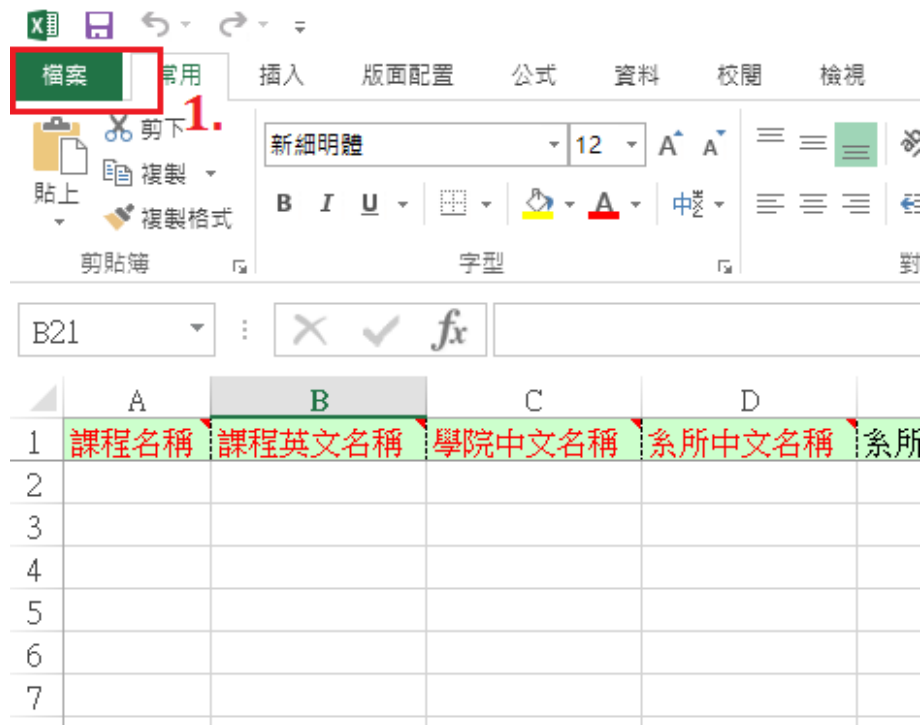 檔案 常用 插入 版面配置 公式 資料 校閱 檢視
1.
剪下 新細明體 12 A A
貼上 複製 B I U A 中
複製格式
剪貼簿 字型 對
B21 fx
A B C D
1 課程名稱 課程英文名稱 學院中文名稱 系所中文名稱 系所
2
3
4
5
6
7